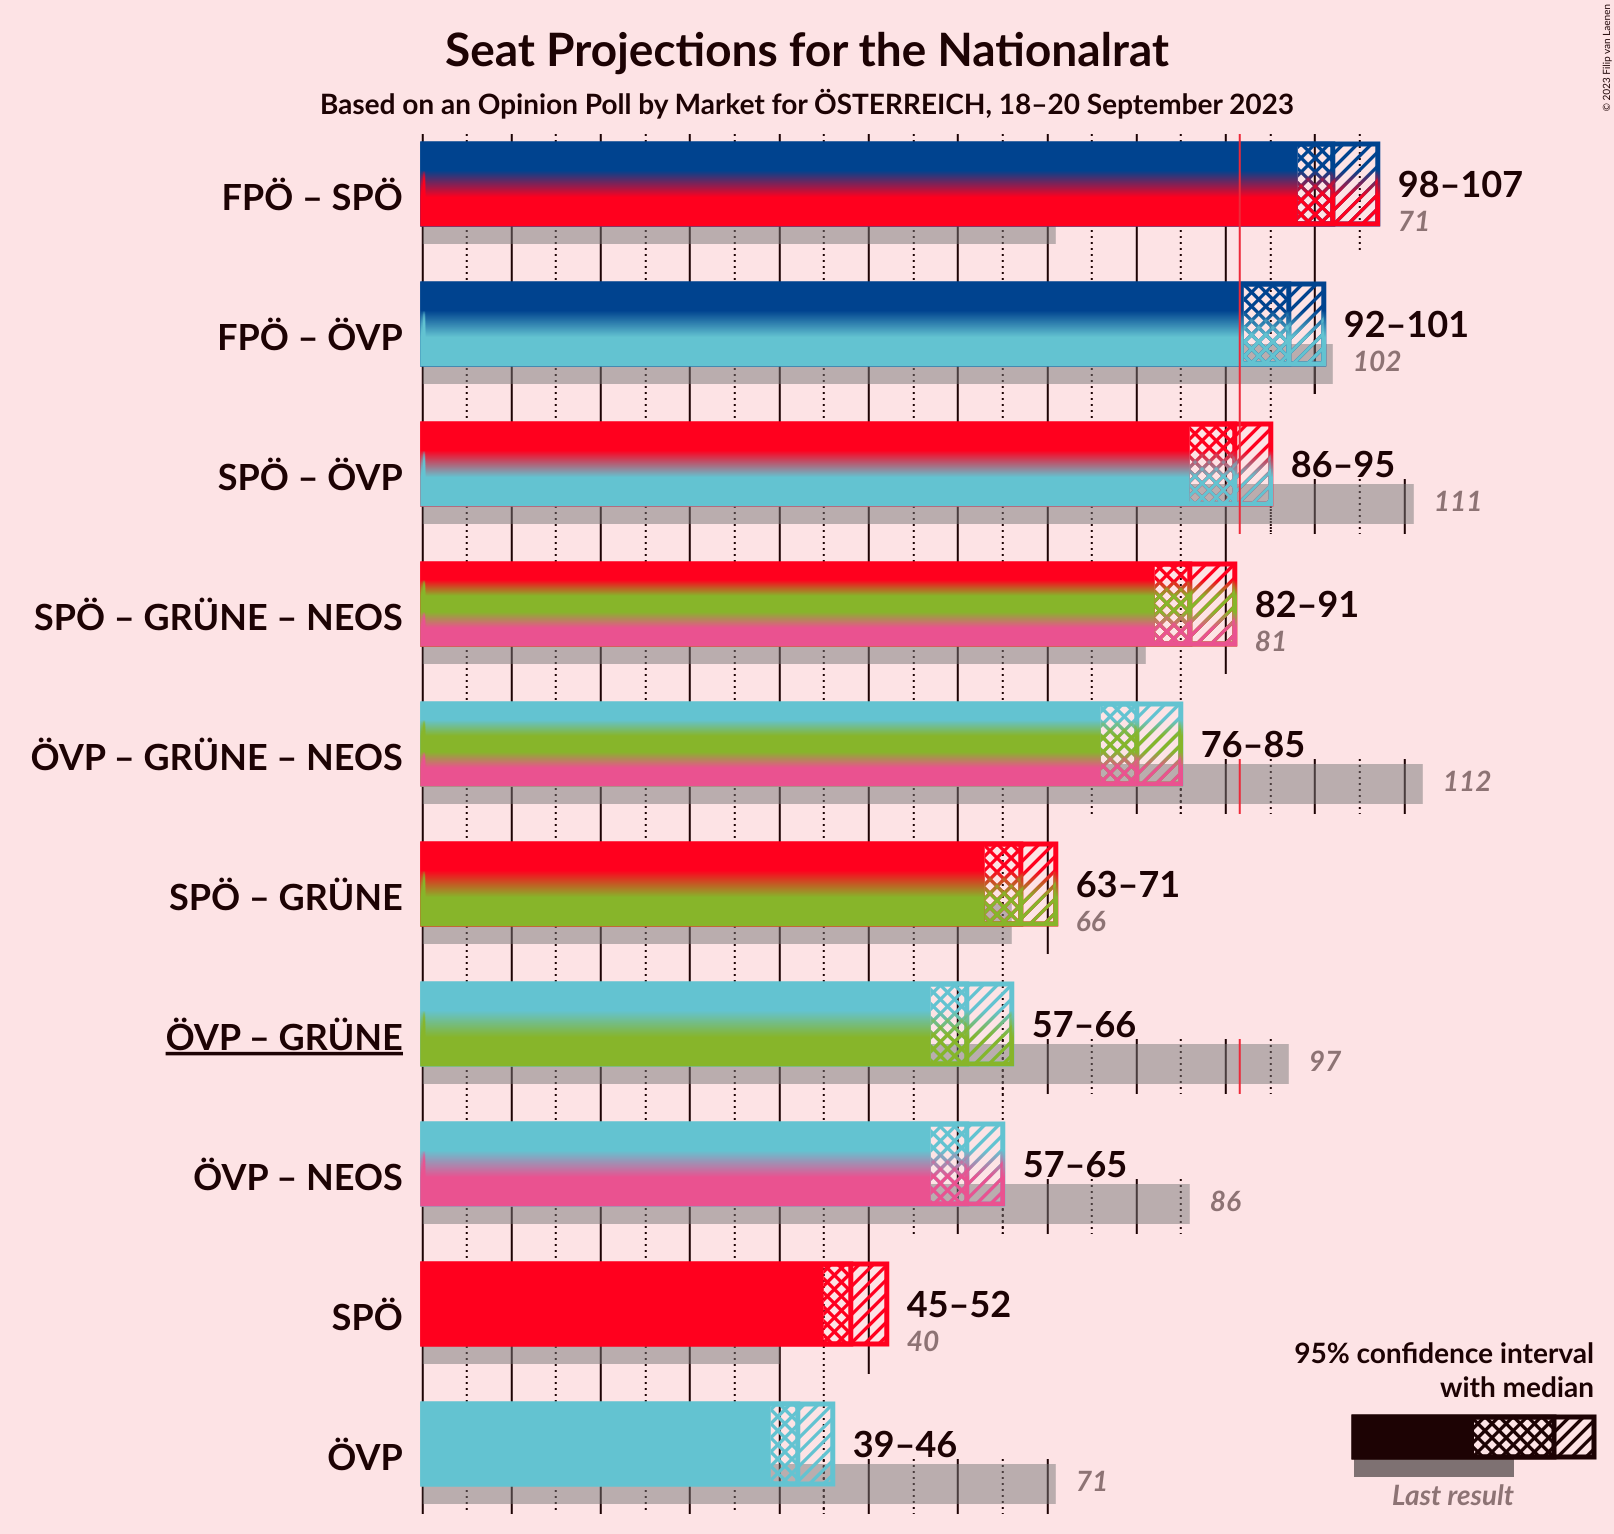 Seat Projections for the Nationalrat
Based on an Opinion Poll by Market for ÖSTERREICH, 18–20 September 2023
© 2023 Filip van Laenen
FPÖ – SPÖ
98–107
71
FPÖ – ÖVP
92–101
102
SPÖ – ÖVP
86–95
111
SPÖ – GRÜNE – NEOS
82–91
81
ÖVP – GRÜNE – NEOS
76–85
112
SPÖ – GRÜNE
63–71
66
ÖVP – GRÜNE
57–66
97
ÖVP – NEOS
57–65
86
SPÖ
45–52
40
ÖVP
39–46
71
95% confidence interval
with median
Last result